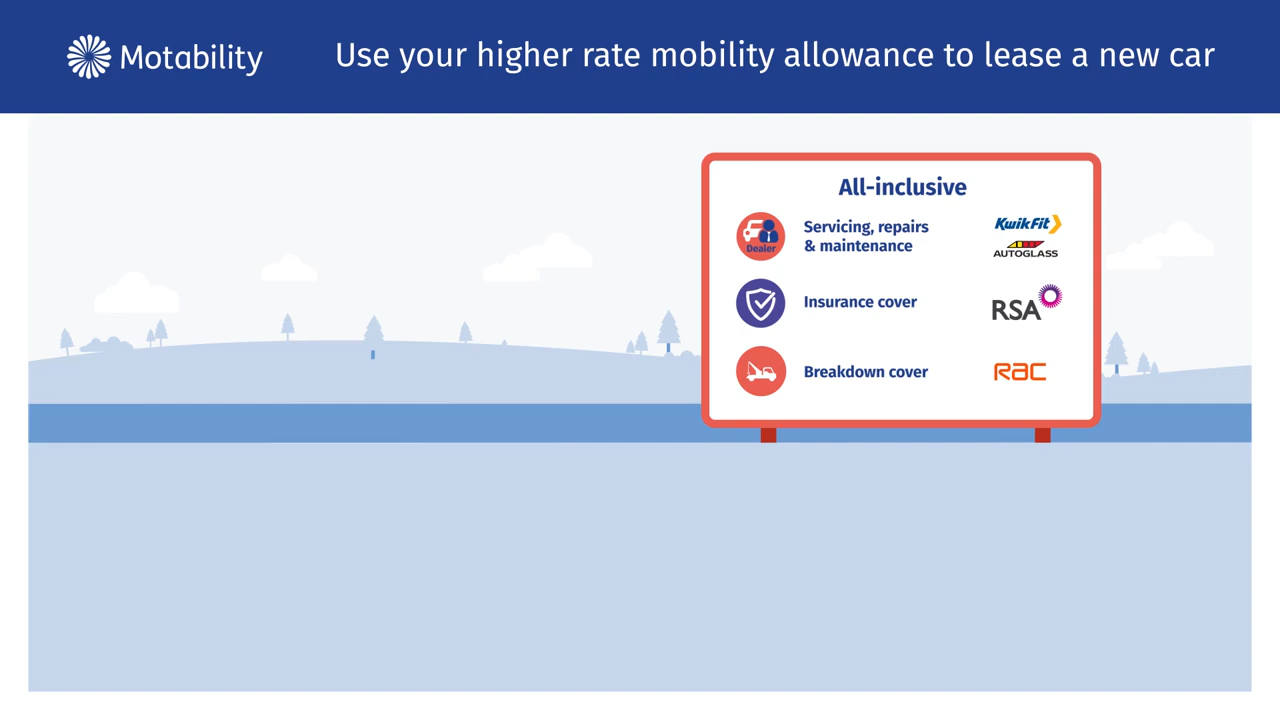 Motability
Use your higher rate mobility allowance to lease a new car
All-inclusive
Dealer
Servicing, repairs
& maintenance
KwikFit
AUTOGLASS
Insurance cover
RSA
Breakdown cover
RAC